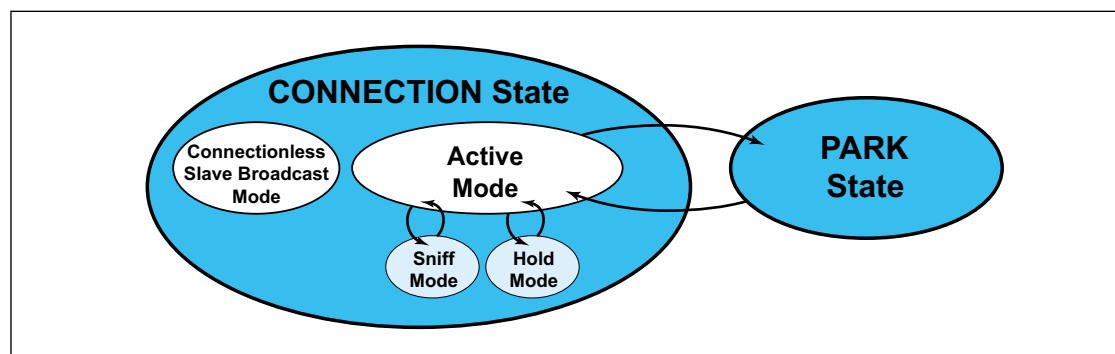 CONNECTION State
Connectionless
Slave Broadcast
Mode
Active
Mode
Sniff
Mode
Hold
Mode
PARK
State